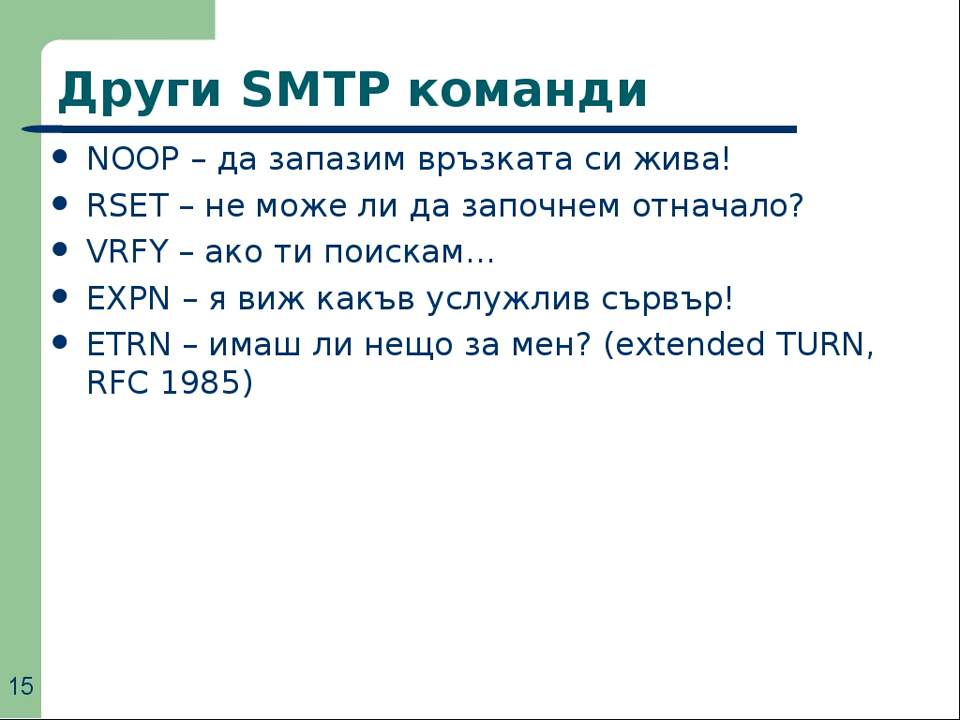 Други SMTP команди
NOOP – да запазим връзката си жива!
RSET – не може ли да започнем отначало?
VRFY – ако ти поискам…
EXPN – я виж какъв услужлив сървър!
ETRN – имаш ли нещо за мен? (extended TURN,
RFC 1985)
15